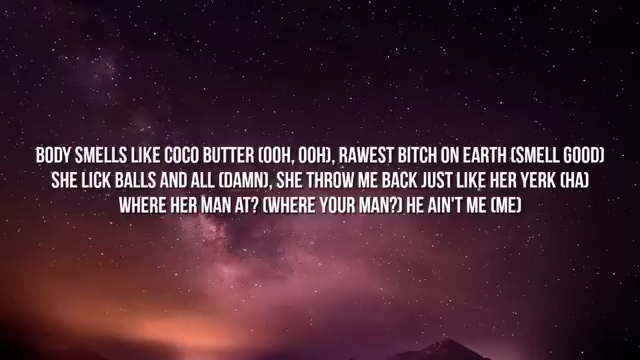 BODY SMELLS LIKE COCO BUTTER (OOH, OOH), RAWEST BITCH ON EARTH (SMELL GOOD)
SHE LICK BALLS AND ALL (DAMN), SHE THROW ME BACK JUST LIKE HER YERK (HA)
WHERE HER MAN AT? (WHERE YOUR MAN?) HE AIN'T ME (ME)